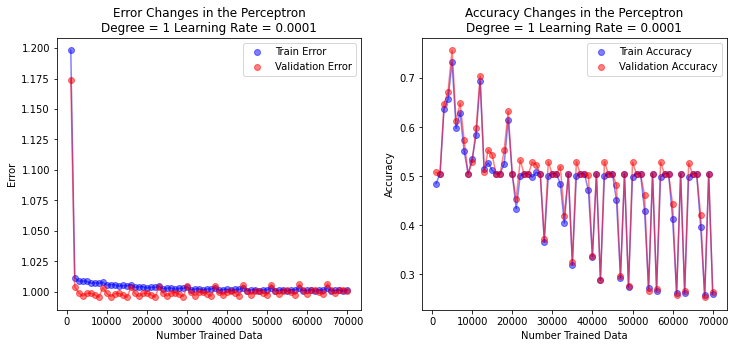 Error Changes in the Perceptron
Degree = 1 Learning Rate = 0.0001
Train Error
Validation Error
Error
1.200
1.175
1.150
1.125
1.100
1.075
1.050
1.025
1.000
0 10000 20000 30000 40000 50000 60000 70000
Number Trained Data
Accuracy Changes in the Perceptron
Degree = 1 Learning Rate = 0.0001
Train Accuracy
Validation Accuracy
Accuracy
0.7
0.6
0.5
0.4
0.3
0 10000 20000 30000 40000 50000 60000 70000
Number Trained Data